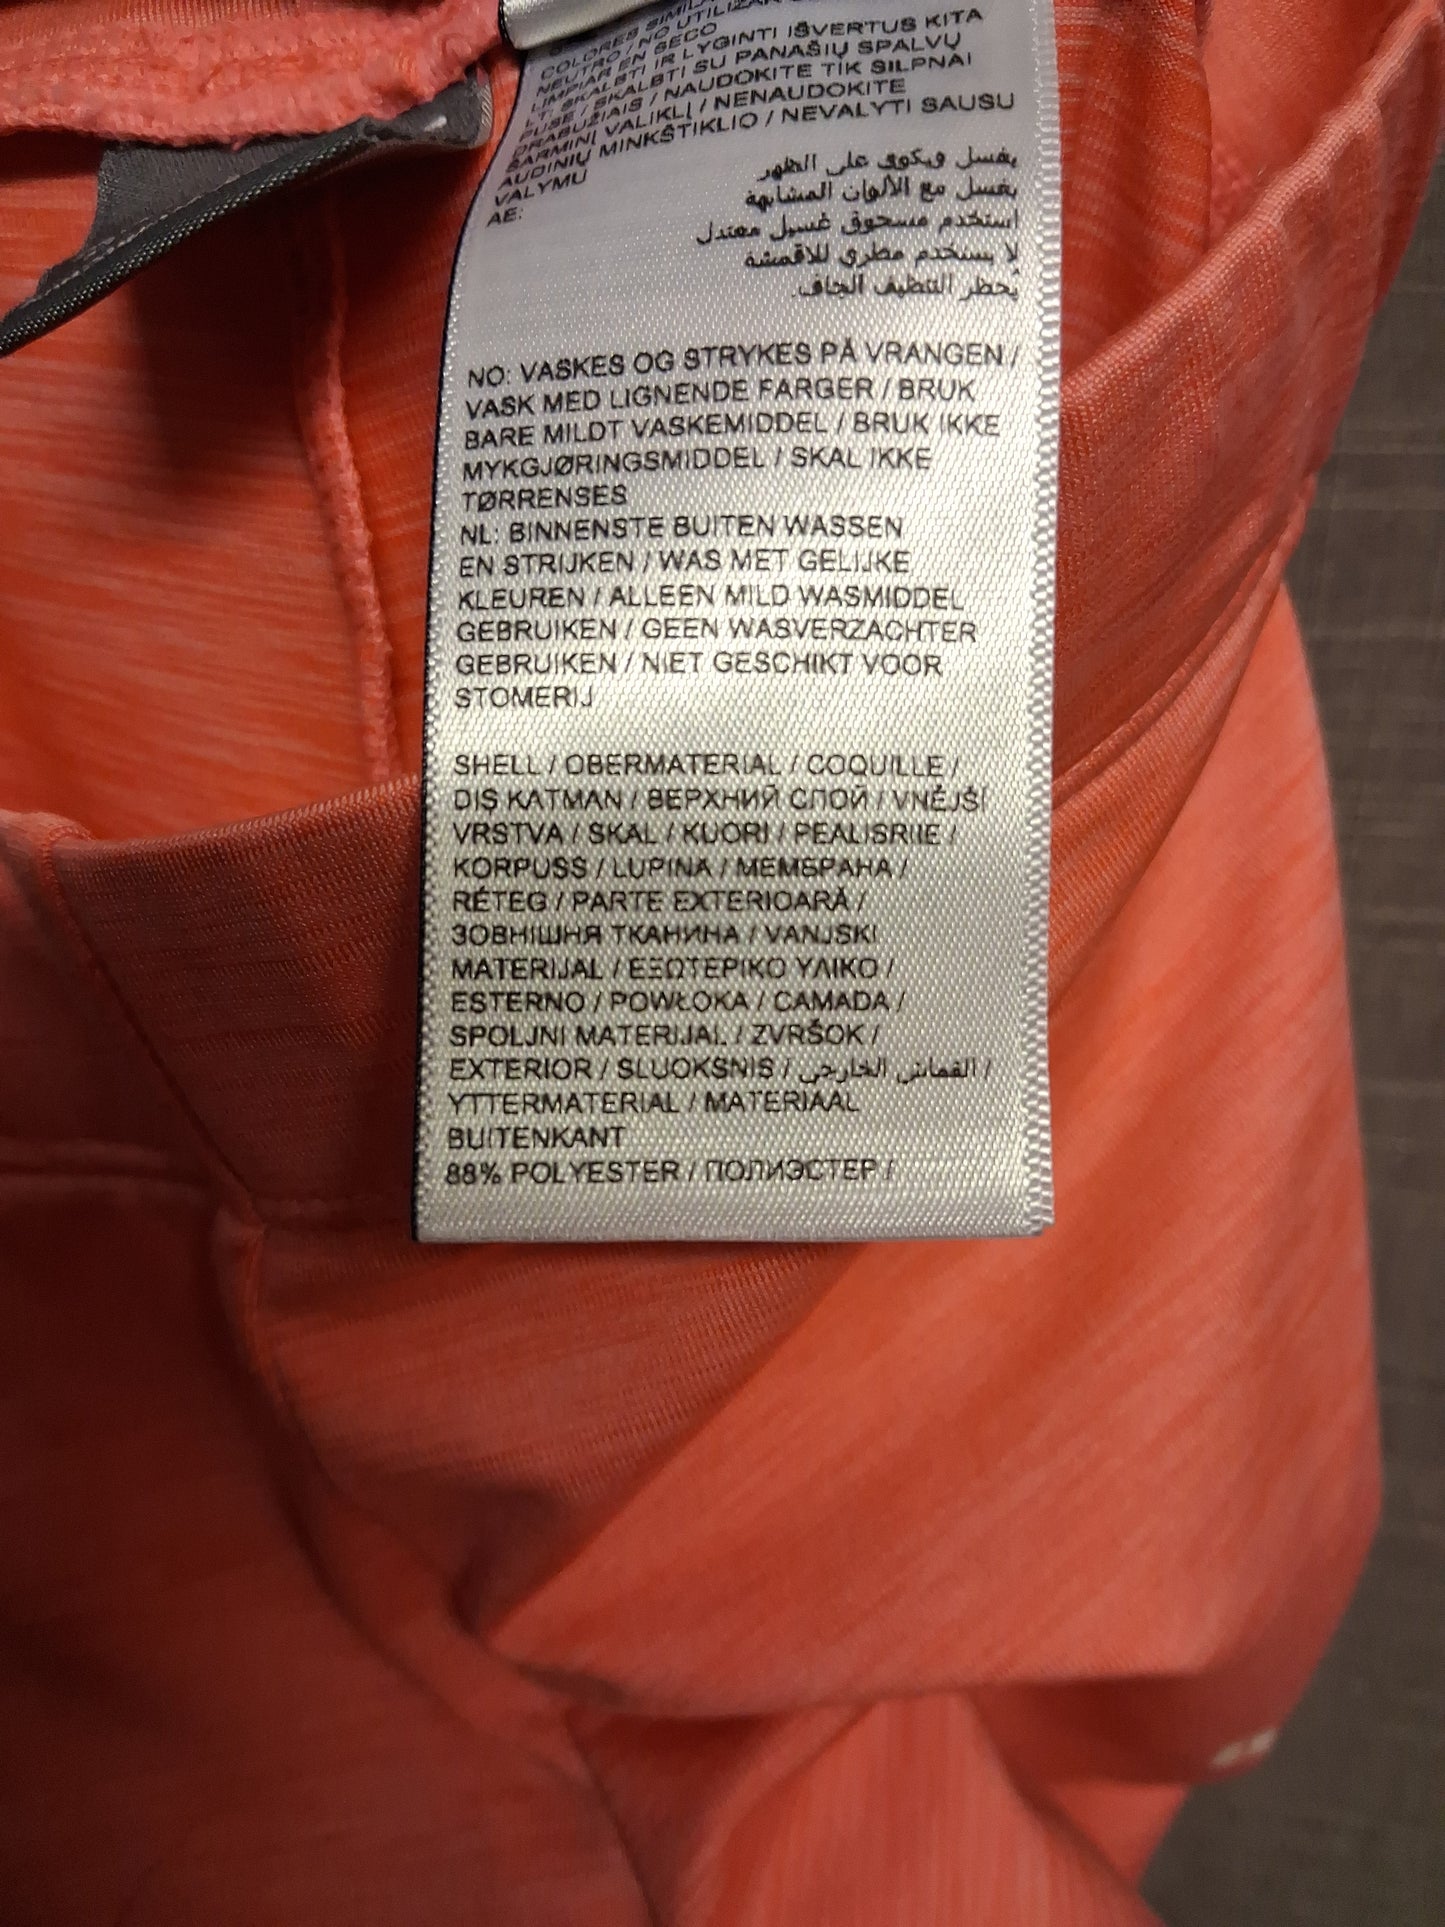 COLORES
NEUTRO / NO UTILIZAR
LIMPIAR EN SECO
LT: SKALBTI IR LYGINTI IŠVERTUS KITA
PUSE / SKALBTI SU PANAŠIŲ SPALVŲ
DRABUŽIAIS / NAUDOKITE TIK SILPNAI
ŠARMINĮ VALIKLĮ / NENAUDOKITE
AUDINIŲ MINKŠTIKLIO / NEVALYTI SAUSU
VALYMU
AE:
يغسل ويكوى على الظهر
يغسل مع الألوان المشابهة
استخدم مسحوق غسيل معتدل
لا يستخدم مطري للأقمشة
يُحظر التنظيف الجاف.
NO: VASKES OG STRYKES PÅ VRANGEN /
VASK MED LIGNENDE FARGER / BRUK
BARE MILDT VASKEMIDDEL / BRUK IKKE
MYKGJØRINGSMIDDEL / SKAL IKKE
TØRRENSES
NL: BINNENSTE BUITEN WASSEN
EN STRIJKEN / WAS MET GELIJKE
KLEUREN / ALLEEN MILD WASMIDDEL
GEBRUIKEN / GEEN WASVERZACHTER
GEBRUIKEN / NIET GESCHIKT VOOR
STOMERIJ
SHELL / OBERMATERIAL / COQUILLE /
DIŞ KATMAN / ВЕРХНИЙ СЛОЙ / VNĚJŠÍ
VRSTVA / SKAL / KUORI / PEALISRIIE /
KORPUSS / LUPINA / МЕМБРАНА /
RÉTEG / PARTE EXTERIOARĂ /
ЗОВНІШНЯ ТКАНИНА / VANJSKI
MATERIJAL / ΕΞΩΤΕΡΙΚΟ ΥΛΙΚΟ /
ESTERNO / POWŁOKA / CAMADA /
SPOLJNI MATERIJAL / ZVRŠOK /
EXTERIOR / SLUOKSNIS / القماش الخارجي /
YTTERMATERIAL / MATERIAAL
BUITENKANT
88% POLYESTER / ПОЛИЭСТЕР /